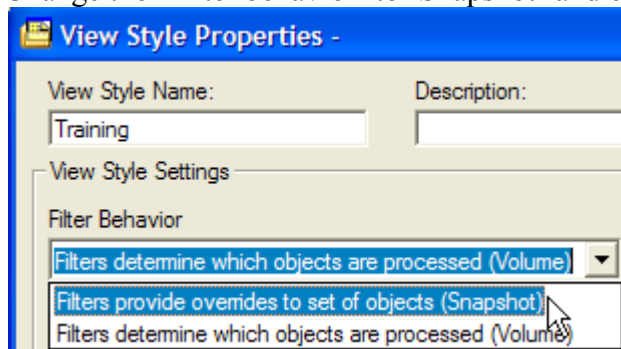 View Style Properties -
View Style Name: Description:
Training
View Style Settings
Filter Behavior
Filters determine which objects are processed (Volume)
Filters provide overrides to set of objects (Snapshot)
Filters determine which objects are processed (Volume)